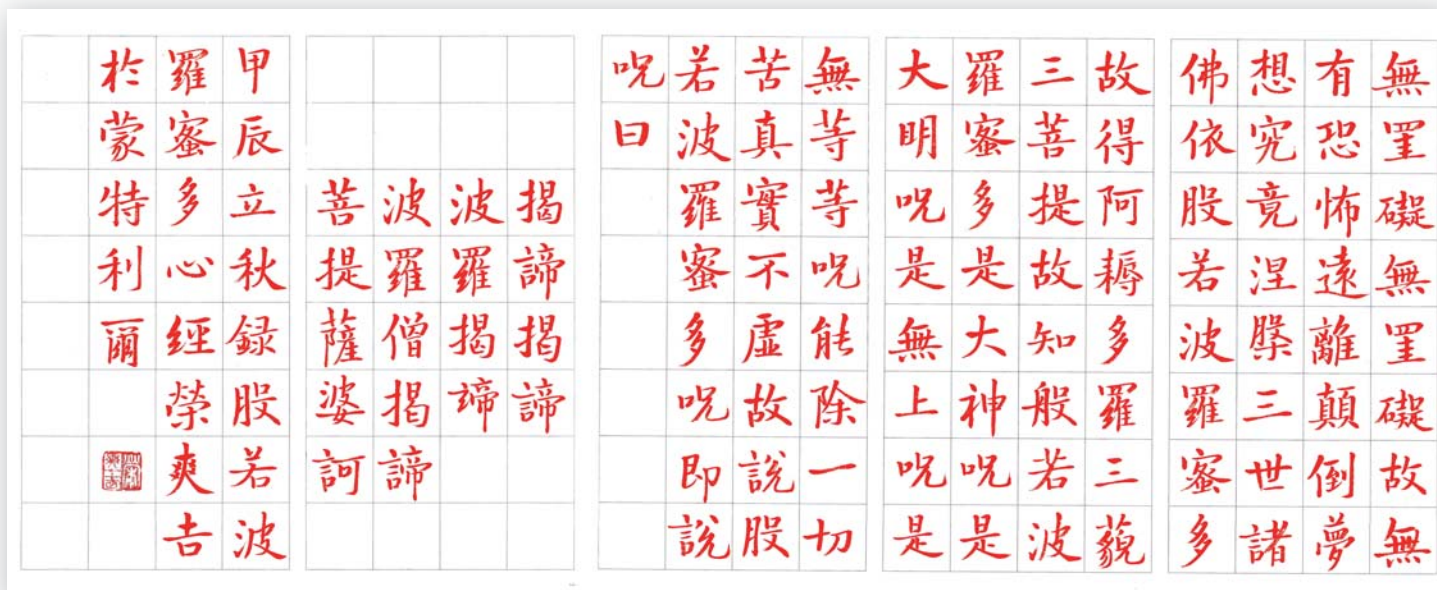 無罣礙無罣礙故無
有恐怖遠離顛倒夢
想究竟涅槃三世諸
佛依般若波羅蜜多
故得阿耨多羅三藐
三菩提故知般若波
羅蜜多是大神呪是
大明呪是無上呪是
無等等呪能除一切
苦真實不虛故說般
若波羅蜜多呪即說
呪曰
揭諦揭諦
波羅揭諦
波羅僧揭諦
菩提薩婆訶
甲辰立秋録般若波
羅蜜多心經榮爽吉
於蒙特利爾